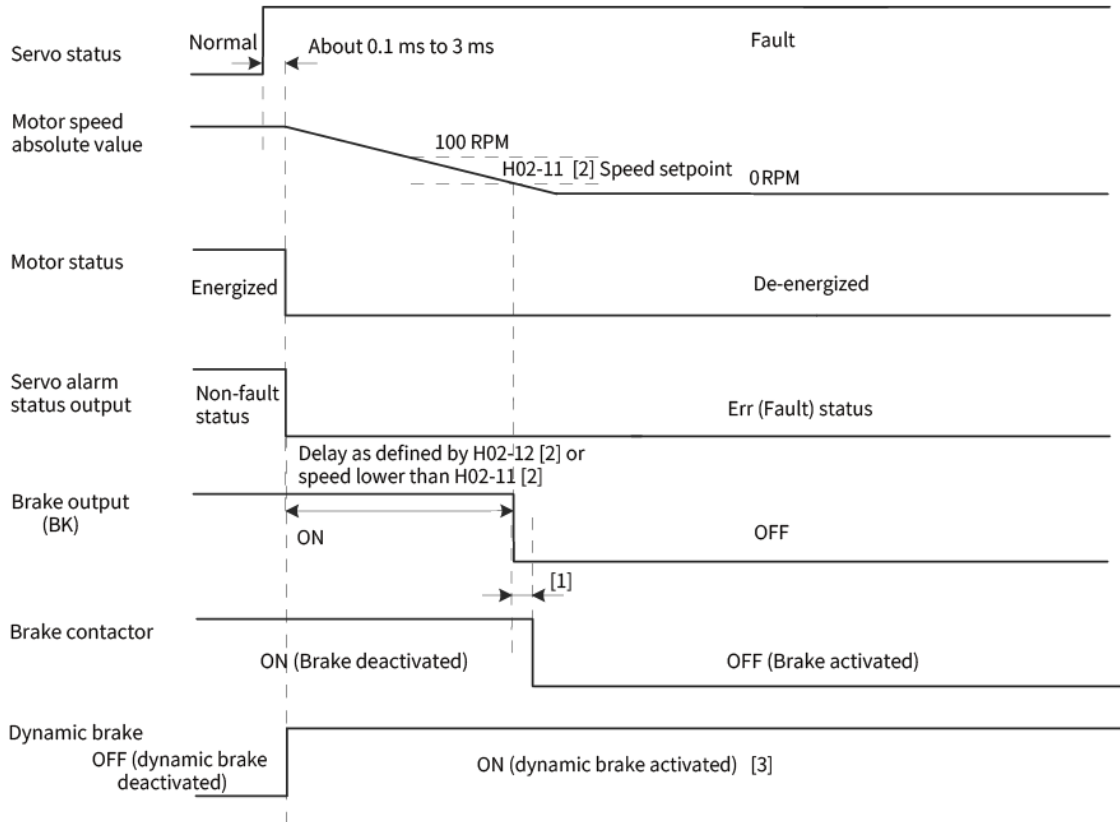 Servo status
Normal
About 0.1 ms to 3 ms
Fault
Motor speed
absolute value
100 RPM
H02-11 [2] Speed setpoint
0 RPM
Motor status
Energized
De-energized
Servo alarm
status output
Non-fault
status
Err (Fault) status
Delay as defined by H02-12 [2] or
speed lower than H02-11 [2]
Brake output
(BK)
ON
OFF
[1]
Brake contactor
ON (Brake deactivated)
OFF (Brake activated)
Dynamic brake
OFF (dynamic brake
deactivated)
ON (dynamic brake activated) [3]